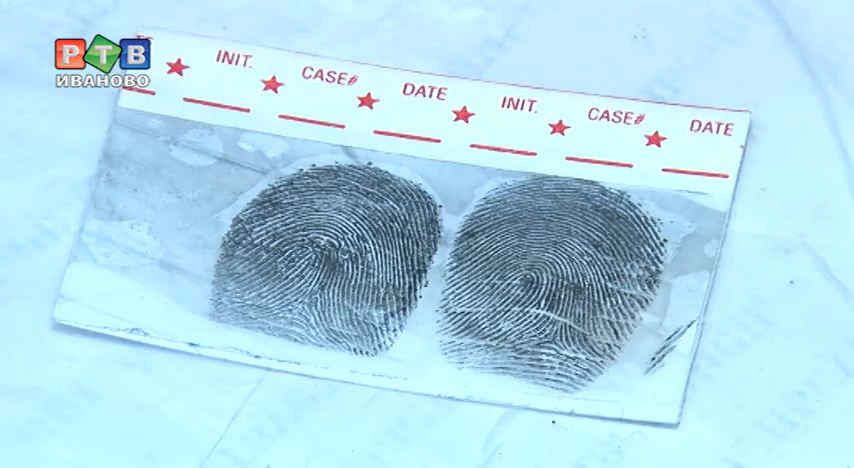 РТВ
ИВАНОВО
INIT. CASE# DATE INIT. CASE# DATE